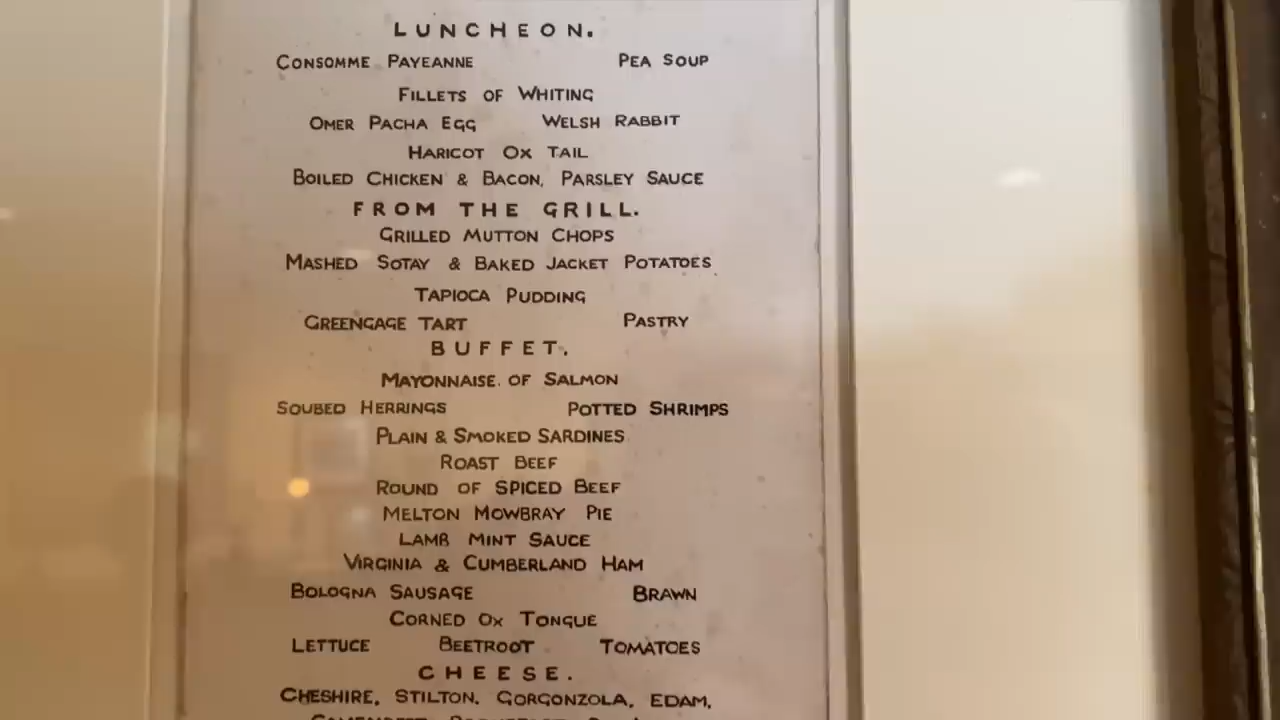 LUNCHEON.
CONSOMME PAYEANNE PEA SOUP
FILLETS OF WHITING
OMER PACHA EGG WELSH RABBIT
HARICOT OX TAIL
BOILED CHICKEN & BACON, PARSLEY SAUCE
FROM THE GRILL.
GRILLED MUTTON CHOPS
MASHED SOTAY & BAKED JACKET POTATOES
TAPIOCA PUDDING
GREENGAGE TART PASTRY
BUFFET.
MAYONNAISE OF SALMON
SOUBED HERRINGS POTTED SHRIMPS
PLAIN & SMOKED SARDINES
ROAST BEEF
ROUND OF SPICED BEEF
MELTON MOWBRAY PIE
LAMB MINT SAUCE
VIRGINIA & CUMBERLAND HAM
BOLOGNA SAUSAGE BRAWN
CORNED OX TONGUE
LETTUCE BEETROOT TOMATOES
CHEESE.
CHESHIRE, STILTON, GORGONZOLA, EDAM,